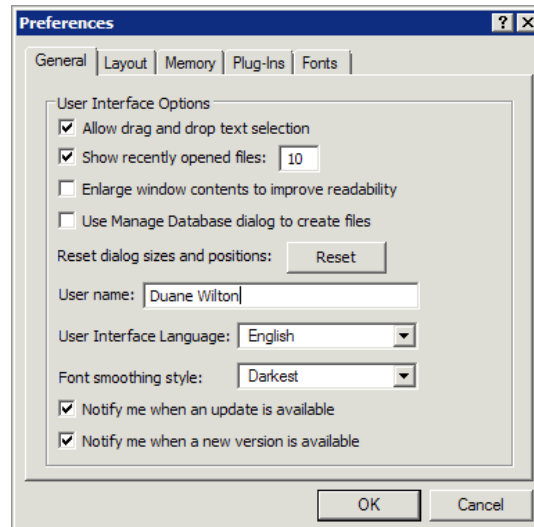 Preferences
General Layout Memory Plug-Ins Fonts
User Interface Options
Allow drag and drop text selection
Show recently opened files: 10
Enlarge window contents to improve readability
Use Manage Database dialog to create files
Reset dialog sizes and positions: Reset
User name: Duane Wilton
User Interface Language: English
Font smoothing style: Darkest
Notify me when an update is available
Notify me when a new version is available
OK Cancel